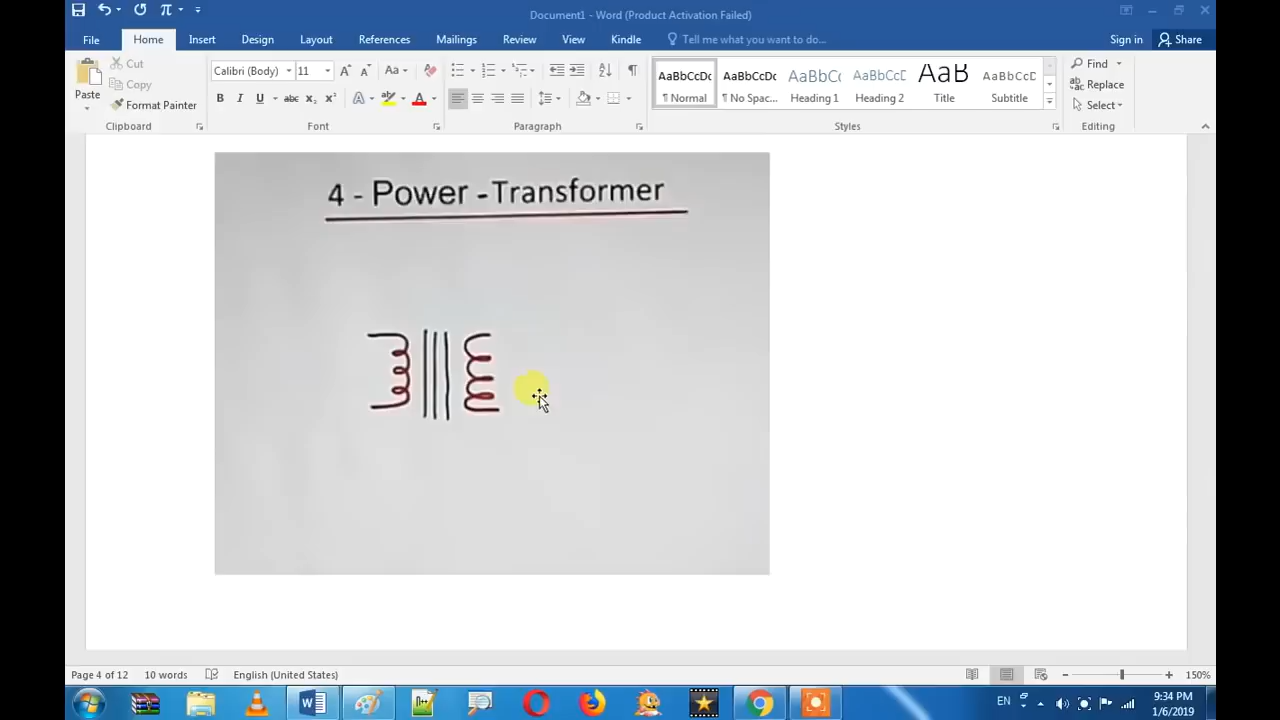 Document1 - Word (Product Activation Failed)
File Home Insert Design Layout References Mailings Review View Kindle Tell me what you want to do... Sign in Share
Paste
Cut
Copy
Format Painter
Clipboard
Calibri (Body) 11
Font
Paragraph
AaBbCcDc AaBbCcDc AaBbC AaBbCcD AaB AaBbCcD
¶ Normal ¶ No Spac... Heading 1 Heading 2 Title Subtitle
Styles
Find
Replace
Select
Editing
4 - Power -Transformer
Page 4 of 12 10 words English (United States) 150%
EN 9:34 PM
1/6/2019